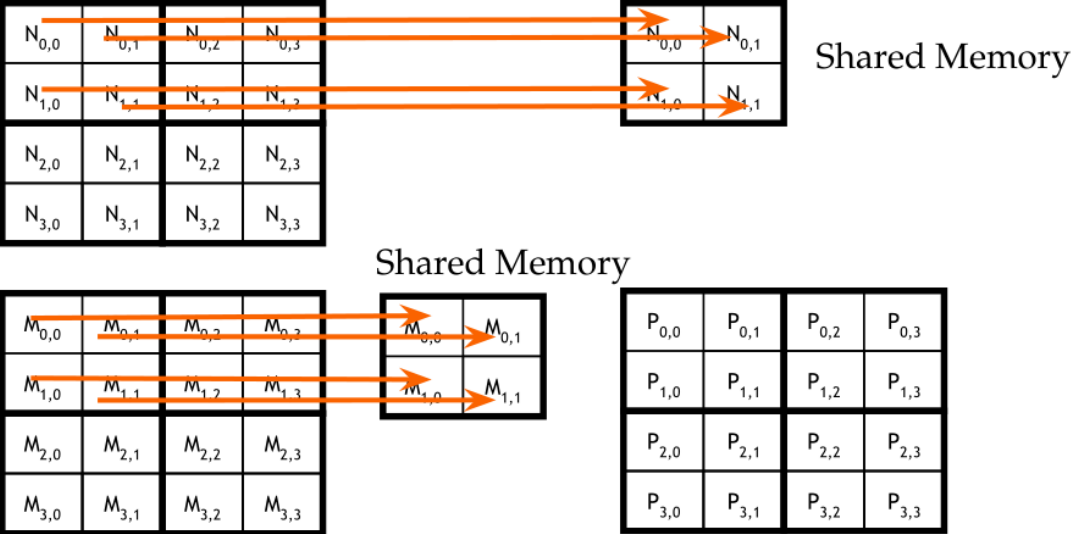 N0,0 N0,1 N0,2 N0,3 N0,0 N0,1
Shared Memory
N1,0 N1,1 N1,2 N1,3 N1,0 N1,1
N2,0 N2,1 N2,2 N2,3
N3,0 N3,1 N3,2 N3,3
Shared Memory
M0,0 M0,1 M0,2 M0,3 M0,0 M0,1 P0,0 P0,1 P0,2 P0,3
M1,0 M1,1 M1,2 M1,3 M1,0 M1,1 P1,0 P1,1 P1,2 P1,3
M2,0 M2,1 M2,2 M2,3 P2,0 P2,1 P2,2 P2,3
M3,0 M3,1 M3,2 M3,3 P3,0 P3,1 P3,2 P3,3